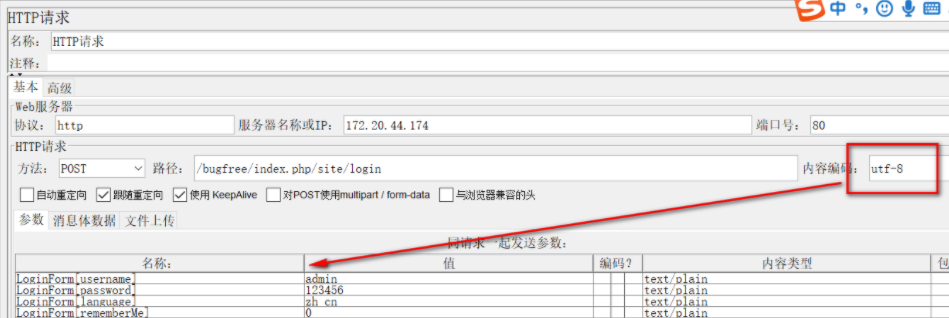 HTTP请求
中
名称： HTTP请求
注释：
基本 高级
Web服务器
协议： http 服务器名称或IP： 172.20.44.174 端口号： 80
HTTP请求
方法： POST 路径： /bugfree/index.php/site/login 内容编码： utf-8
自动重定向 跟随重定向 使用 KeepAlive 对POST使用multipart / form-data 与浏览器兼容的头
参数 消息体数据 文件上传
同请求一起发送参数：
名称： 值 编码？ 内容类型 包
LoginForm[username] admin text/plain
LoginForm[password] 123456 text/plain
LoginForm[language] zh_cn text/plain
LoginForm[rememberMe] 0 text/plain